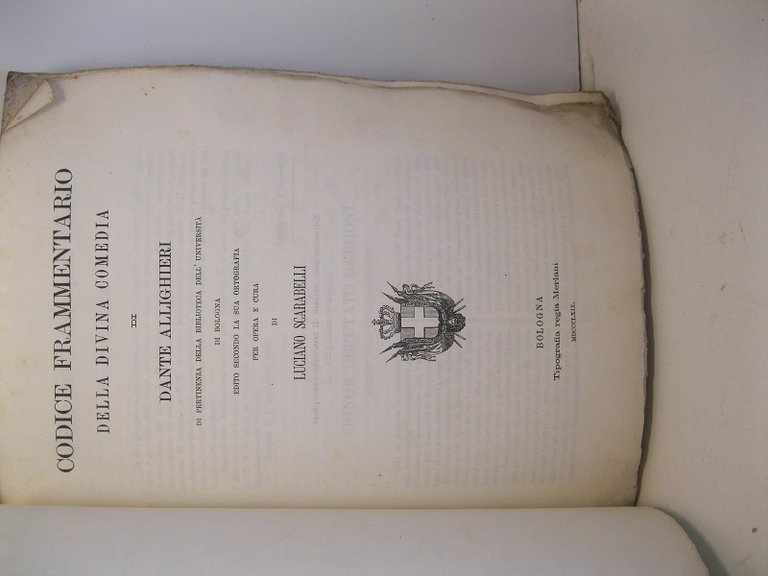 CODICE FRAMMENTARIO
DELLA DIVINA COMEDIA
DI
DANTE ALLIGHIERI
DI PERTINENZA DELLA BIBLIOTECA DELL' UNIVERSITÀ
DI BOLOGNA
EDITO SECONDO LA SUA ORTOGRAFIA
PER OPERA E CURA
DI
LUCIANO SCARABELLI
BOLOGNA
Tipografia regia Merlani
MDCCCLXIX.